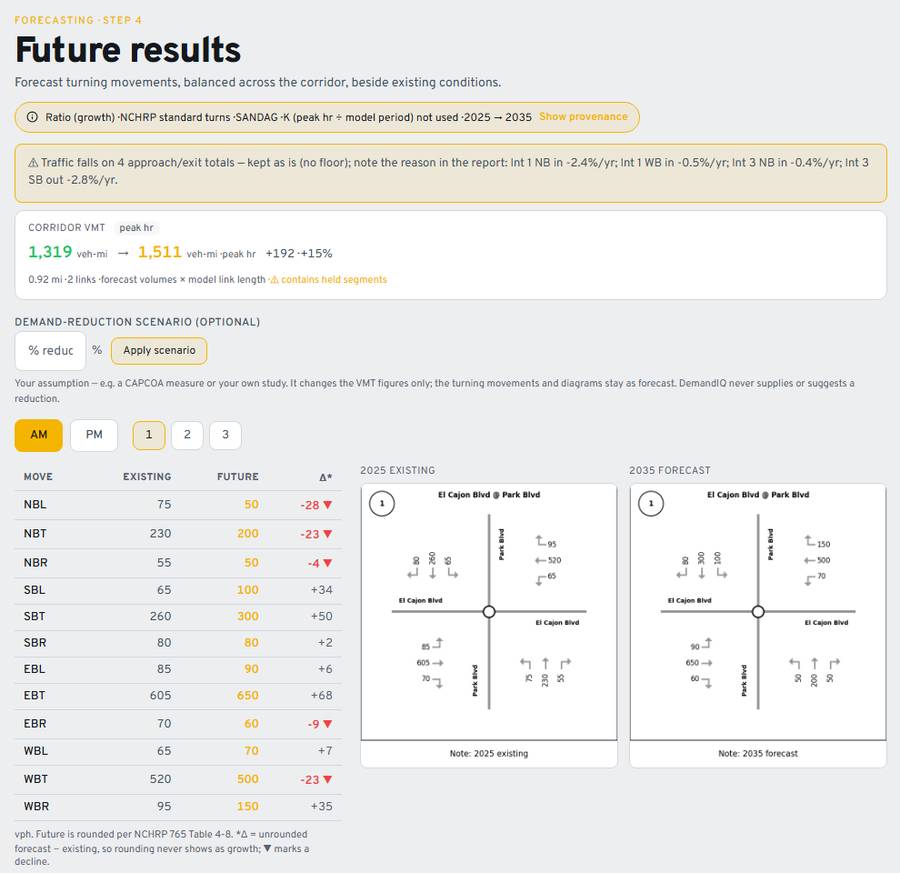 FORECASTING · STEP 4
Future results
Forecast turning movements, balanced across the corridor, beside existing conditions.
Ratio (growth) · NCHRP standard turns · SANDAG · K (peak hr ÷ model period) not used · 2025 → 2035 Show provenance
⚠ Traffic falls on 4 approach/exit totals — kept as is (no floor); note the reason in the report: Int 1 NB in -2.4%/yr; Int 1 WB in -0.5%/yr; Int 3 NB in -0.4%/yr; Int 3
SB out -2.8%/yr.
CORRIDOR VMT peak hr
1,319 veh-mi → 1,511 veh-mi · peak hr +192 · +15%
0.92 mi · 2 links · forecast volumes × model link length · ⚠ contains held segments
DEMAND-REDUCTION SCENARIO (OPTIONAL)
% reduc % Apply scenario
Your assumption — e.g. a CAPCOA measure or your own study. It changes the VMT figures only; the turning movements and diagrams stay as forecast. DemandIQ never supplies or suggests a
reduction.
AM PM 1 2 3
MOVE EXISTING FUTURE Δ*
NBL 75 50 -28 ▼
NBT 230 200 -23 ▼
NBR 55 50 -4 ▼
SBL 65 100 +34
SBT 260 300 +50
SBR 80 80 +2
EBL 85 90 +6
EBT 605 650 +68
EBR 70 60 -9 ▼
WBL 65 70 +7
WBT 520 500 -23 ▼
WBR 95 150 +35
vph. Future is rounded per NCHRP 765 Table 4-8. *Δ = unrounded
forecast — existing, so rounding never shows as growth; ▼ marks a
decline.
2025 EXISTING
1
El Cajon Blvd @ Park Blvd
Park Blvd
80 260 65
95
520
65
El Cajon Blvd
El Cajon Blvd
85
605
70
Park Blvd
75 230 55
Note: 2025 existing
2035 FORECAST
1
El Cajon Blvd @ Park Blvd
Park Blvd
80 300 100
150
500
70
El Cajon Blvd
El Cajon Blvd
90
650
60
Park Blvd
50 200 50
Note: 2035 forecast